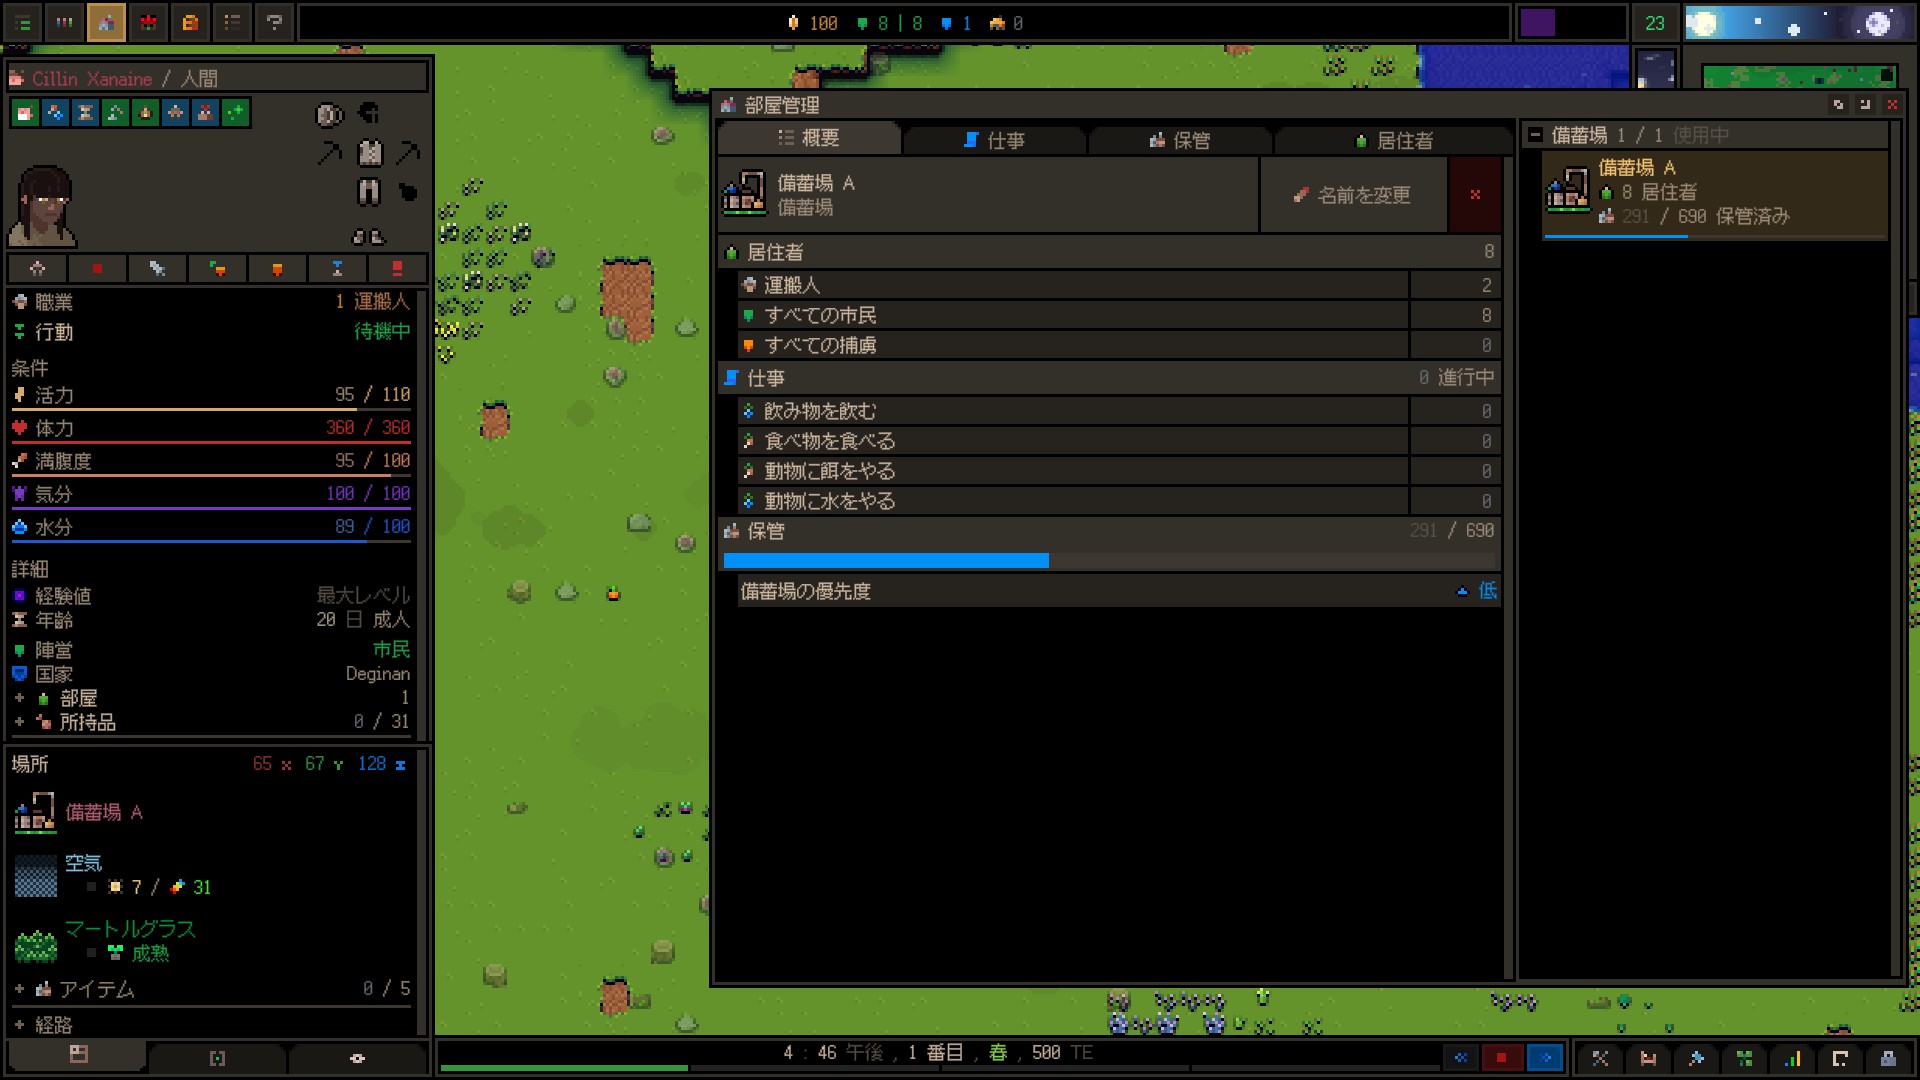 100 8 | 8 1 0
23
Cillin Xanaine / 人間
職業 1 運搬人
行動 待機中
条件
活力 95 / 110
体力 360 / 360
満腹度 95 / 100
気分 100 / 100
水分 89 / 100
詳細
経験値 最大レベル
年齢 20 日 成人
陣営 市民
国家 Deginan
+ 部屋 1
+ 所持品 0 / 31
場所 65 X 67 Y 128 Z
備蓄場 A
空気
7 / 31
マートルグラス
成熟
+ アイテム 0 / 5
+ 経路
部屋管理
概要 仕事 保管 居住者
備蓄場 A
備蓄場
名前を変更
居住者 8
運搬人 2
すべての市民 8
すべての捕虜 0
仕事 0 進行中
飲み物を飲む 0
食べ物を食べる 0
動物に餌をやる 0
動物に水をやる 0
保管 291 / 690
備蓄場の優先度 低
備蓄場 1 / 1 使用中
備蓄場 A
8 居住者
291 / 690 保管済み
4 : 46 午後 , 1 番目 , 春 , 500 TE